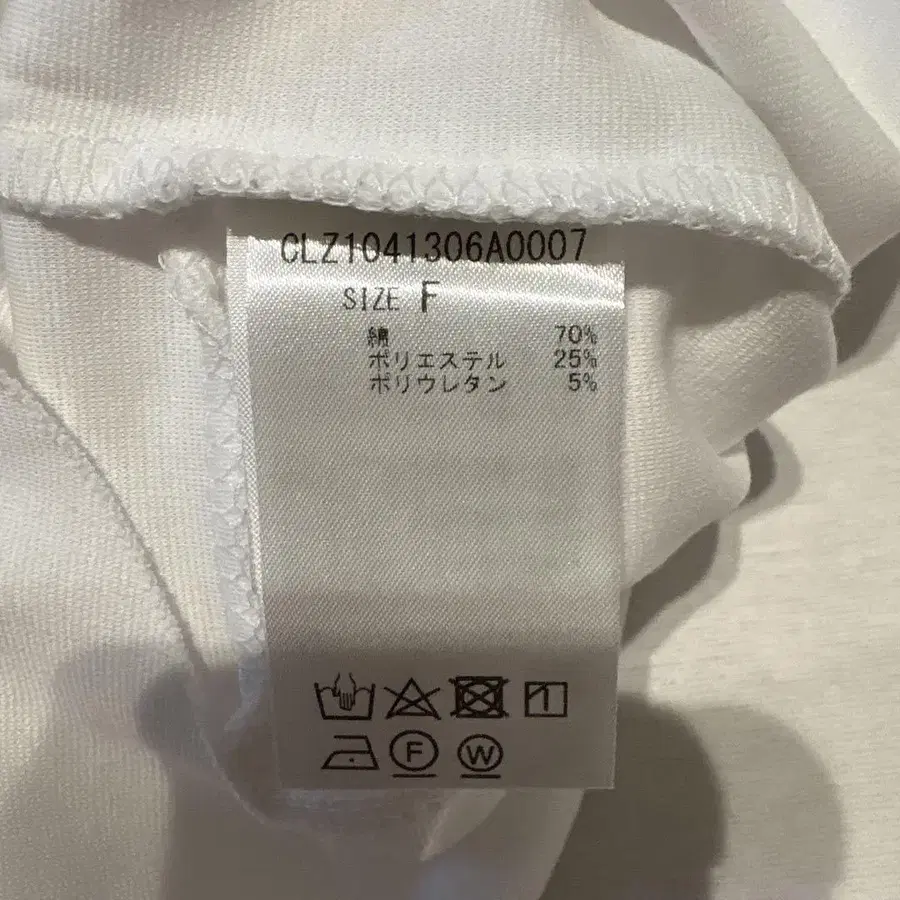 CLZ1041306A0007
SIZE F
綿 70%
ポリエステル 25%
ポリウレタン 5%
F W